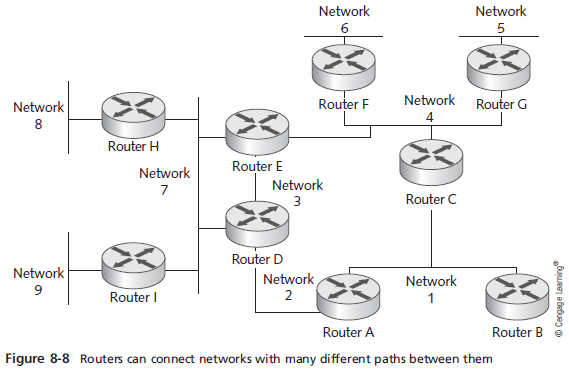 Network
6
Network
5
Router F
Network
4
Router G
Network
8
Router H
Network
7
Router E
Network
3
Router C
Router D
Network
9
Router I
Network
2
Network
1
Router A
Router B
© Cengage Learning®
Figure 8-8 Routers can connect networks with many different paths between them